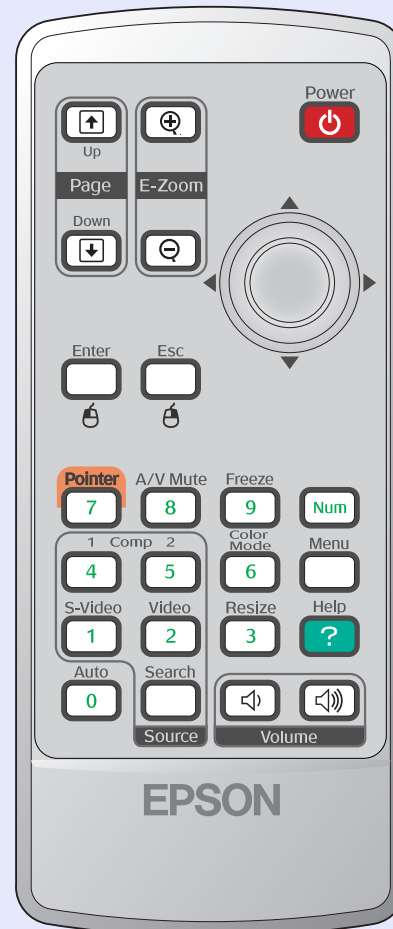 Power
Up
Page E-Zoom
Down
Enter Esc
Pointer A/V Mute Freeze
7 8 9 Num
1 Comp 2 Color Mode Menu
4 5 6
S-Video Video Resize Help
1 2 3 ?
Auto Search
0
Source Volume
EPSON